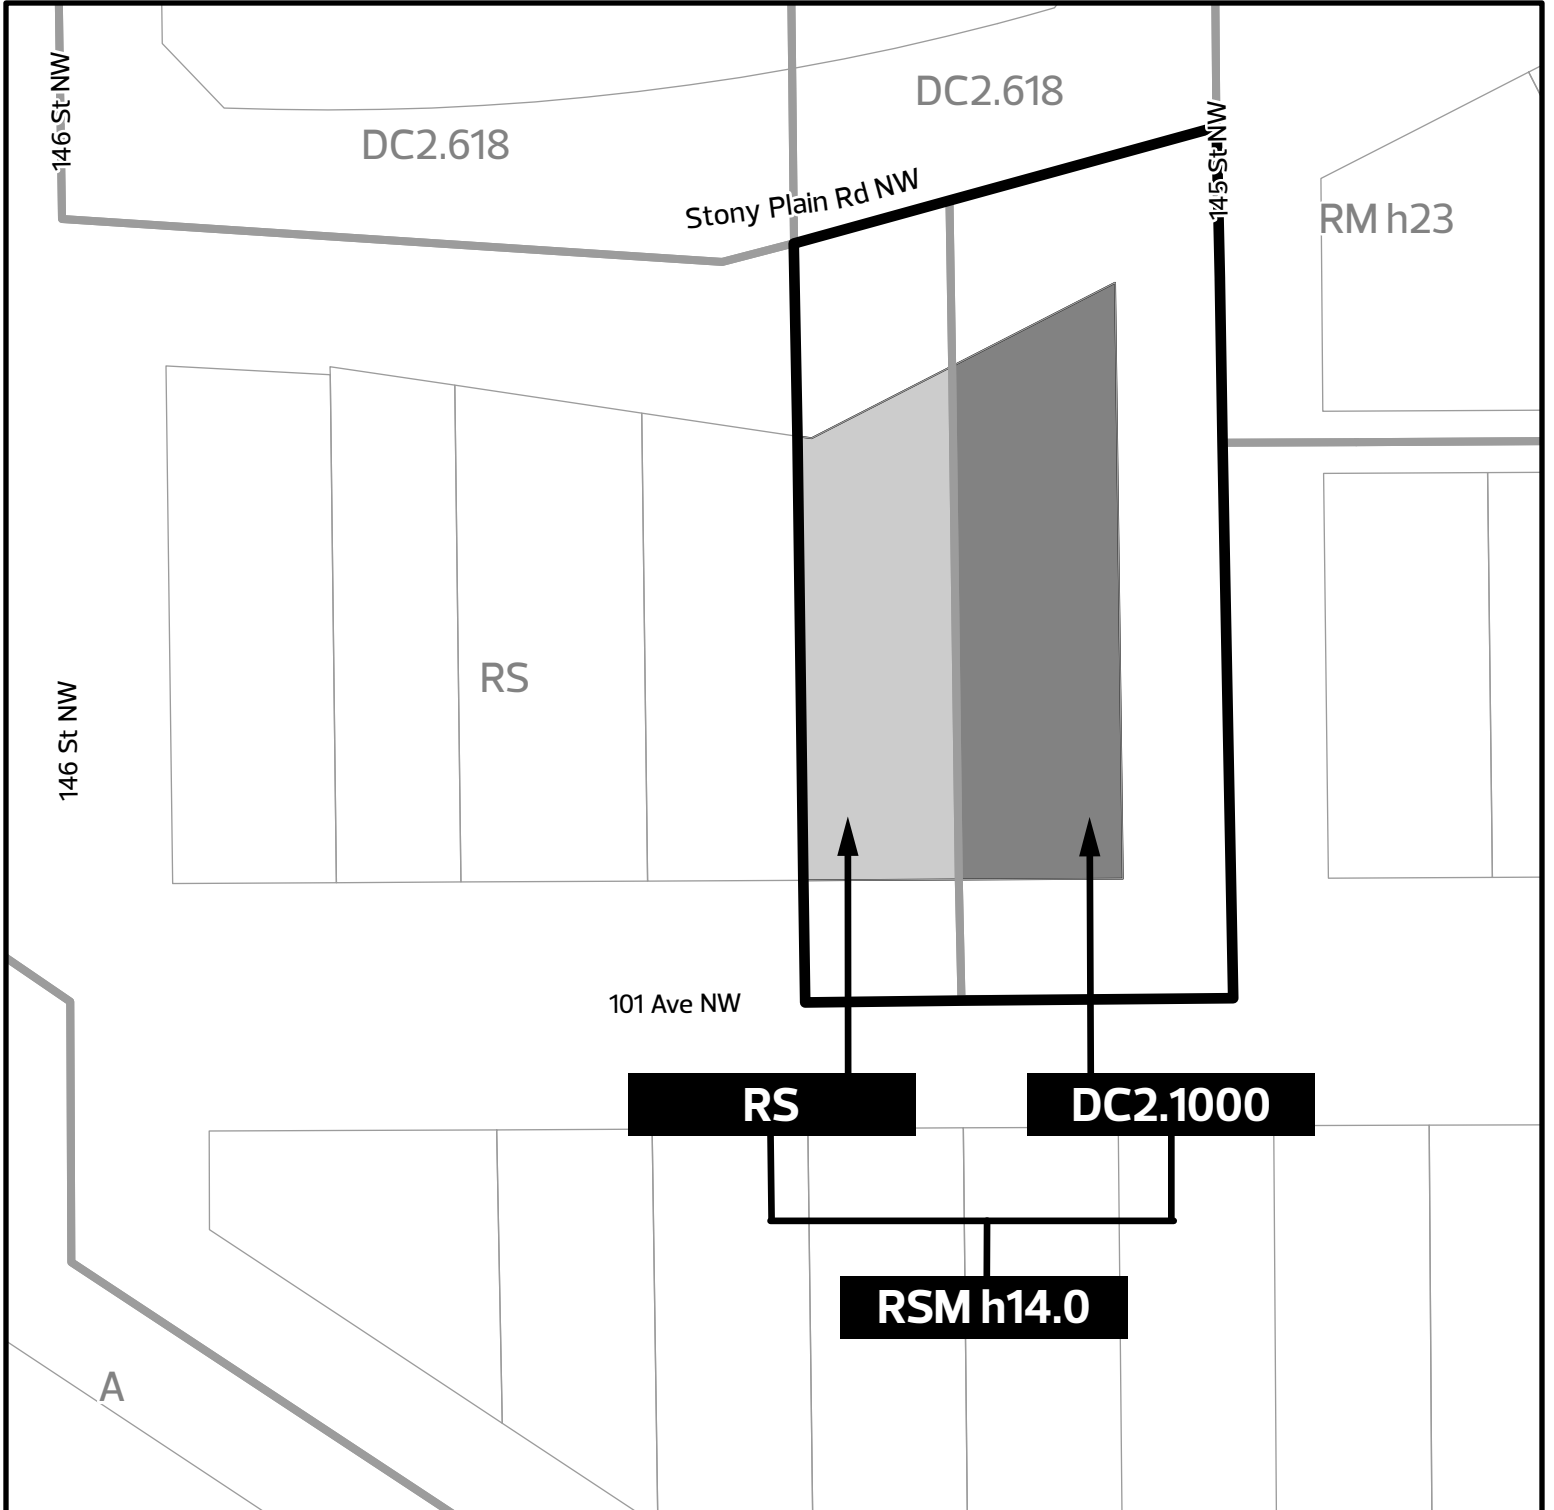 146 St NW
DC2.618
DC2.618
Stony Plain Rd NW
145 St NW
RM h23
RS
146 St NW
101 Ave NW
RS
DC2.1000
RSM h14.0
A